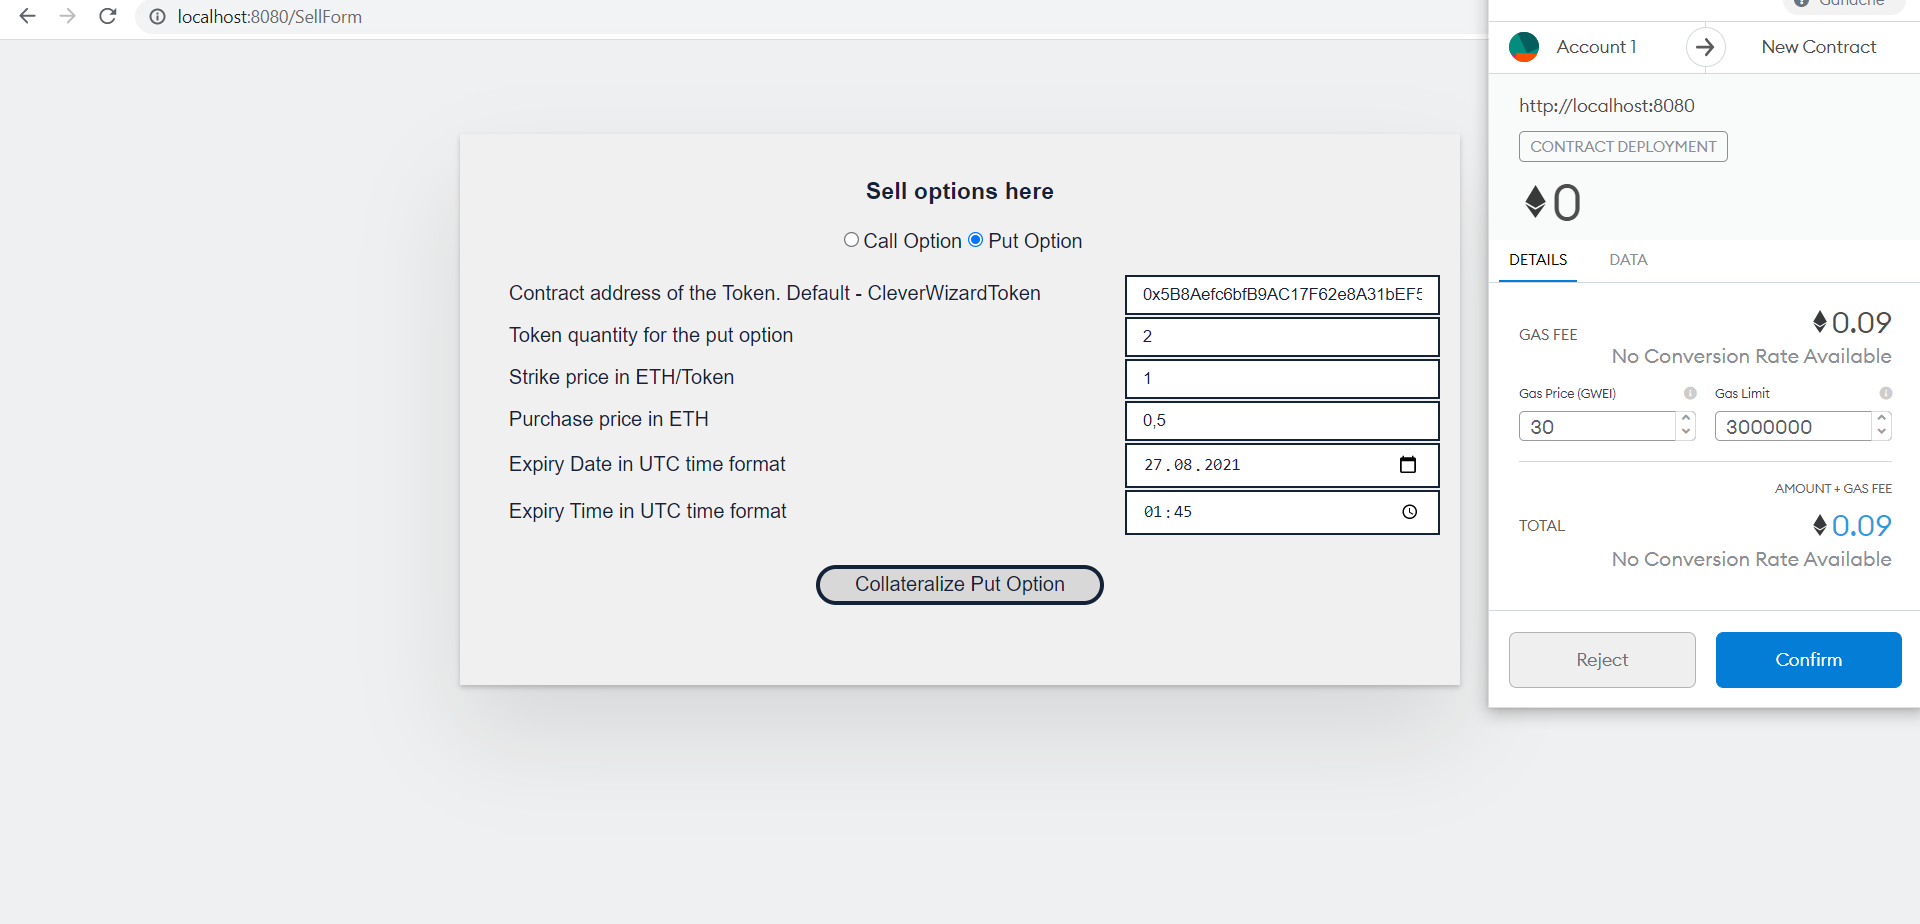 localhost:8080/SellForm
Sell options here
Call Option Put Option
Contract address of the Token. Default - CleverWizardToken 0x5B8Aefc6bfB9AC17F62e8A31bEF5
Token quantity for the put option 2
Strike price in ETH/Token 1
Purchase price in ETH 0,5
Expiry Date in UTC time format 27.08.2021
Expiry Time in UTC time format 01:45
Collateralize Put Option
Ganache
Account 1 New Contract
http://localhost:8080
CONTRACT DEPLOYMENT
0
DETAILS DATA
GAS FEE 0.09
No Conversion Rate Available
Gas Price (GWEI) Gas Limit
30 3000000
AMOUNT + GAS FEE
TOTAL 0.09
No Conversion Rate Available
Reject Confirm